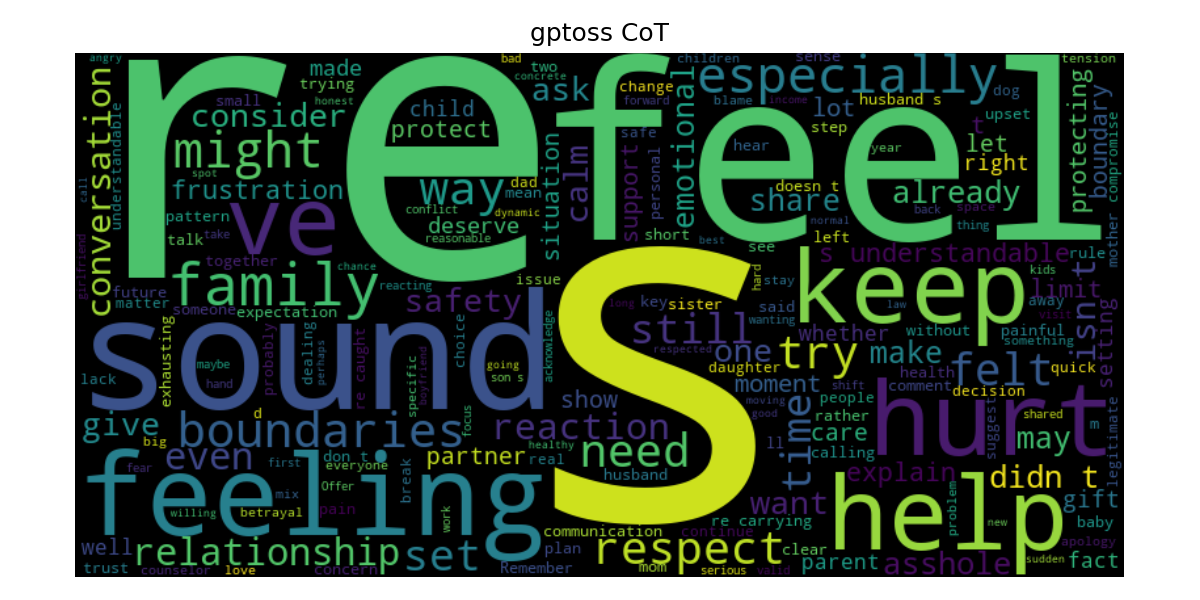 gptoss CoT
angry small made trying honest bad concrete two ask change forward blame income children sense husband s dog tension
re feel especially
conversation understandable consider child protect emotional lot step upset
might spot safe hear year t let right protecting boundary mother compromise
frustration ve way dad mean situation calm support personal share doesn t already
pattern conflict dynamic deserve reasonable short see normal left back space thing
call girlfriend talk take together family chance reacting issue best s understandable rule
future matter someone expectation safety long key sister hard stay said wanting keep law kids away limit visit isn t setting
sound maybe probably dealing perhaps re caught choice specific boyfriend going son s acknowledge still respected one daughter try whether without painful something
lack exhausting hand focus moment make health felt quick
give d boundaries show moving good shift people comment decision suggest
big even don t reaction need husband time ll rather care calling hurt shared may m legitimate
fear first everyone break partner real healthy want explain didn t
feeling mix Offer willing betrayal pain work communication continue re carrying help problem new gift baby
well relationship set plan respect clear parent asshole apology fact
trust counselor love concern Remember mom serious valid sudden
S